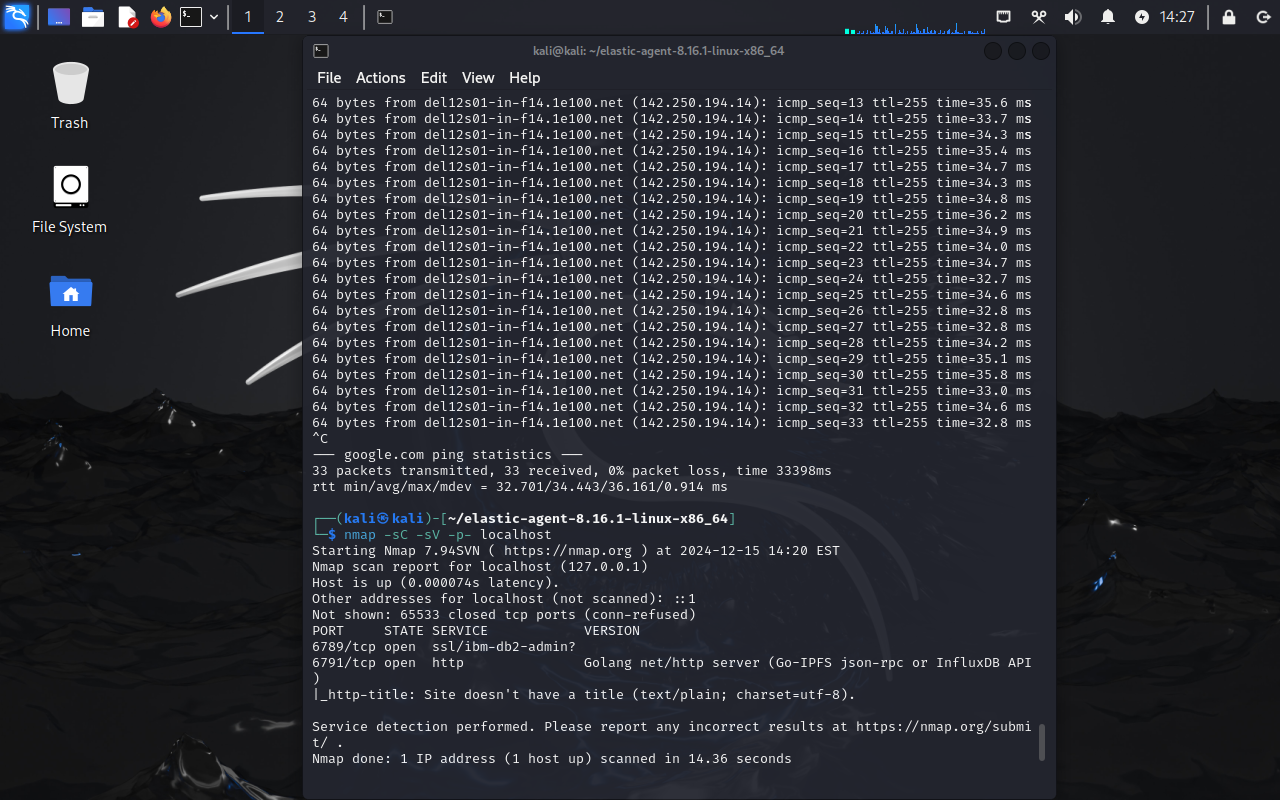 1 2 3 4
14:27
Trash
File System
Home
kali@kali: ~/elastic-agent-8.16.1-linux-x86_64
File Actions Edit View Help
64 bytes from del12s01-in-f14.1e100.net (142.250.194.14): icmp_seq=13 ttl=255 time=35.6 ms
64 bytes from del12s01-in-f14.1e100.net (142.250.194.14): icmp_seq=14 ttl=255 time=33.7 ms
64 bytes from del12s01-in-f14.1e100.net (142.250.194.14): icmp_seq=15 ttl=255 time=34.3 ms
64 bytes from del12s01-in-f14.1e100.net (142.250.194.14): icmp_seq=16 ttl=255 time=35.4 ms
64 bytes from del12s01-in-f14.1e100.net (142.250.194.14): icmp_seq=17 ttl=255 time=34.7 ms
64 bytes from del12s01-in-f14.1e100.net (142.250.194.14): icmp_seq=18 ttl=255 time=34.3 ms
64 bytes from del12s01-in-f14.1e100.net (142.250.194.14): icmp_seq=19 ttl=255 time=34.8 ms
64 bytes from del12s01-in-f14.1e100.net (142.250.194.14): icmp_seq=20 ttl=255 time=36.2 ms
64 bytes from del12s01-in-f14.1e100.net (142.250.194.14): icmp_seq=21 ttl=255 time=34.9 ms
64 bytes from del12s01-in-f14.1e100.net (142.250.194.14): icmp_seq=22 ttl=255 time=34.0 ms
64 bytes from del12s01-in-f14.1e100.net (142.250.194.14): icmp_seq=23 ttl=255 time=34.7 ms
64 bytes from del12s01-in-f14.1e100.net (142.250.194.14): icmp_seq=24 ttl=255 time=32.7 ms
64 bytes from del12s01-in-f14.1e100.net (142.250.194.14): icmp_seq=25 ttl=255 time=34.6 ms
64 bytes from del12s01-in-f14.1e100.net (142.250.194.14): icmp_seq=26 ttl=255 time=32.8 ms
64 bytes from del12s01-in-f14.1e100.net (142.250.194.14): icmp_seq=27 ttl=255 time=32.8 ms
64 bytes from del12s01-in-f14.1e100.net (142.250.194.14): icmp_seq=28 ttl=255 time=34.2 ms
64 bytes from del12s01-in-f14.1e100.net (142.250.194.14): icmp_seq=29 ttl=255 time=35.1 ms
64 bytes from del12s01-in-f14.1e100.net (142.250.194.14): icmp_seq=30 ttl=255 time=35.8 ms
64 bytes from del12s01-in-f14.1e100.net (142.250.194.14): icmp_seq=31 ttl=255 time=33.0 ms
64 bytes from del12s01-in-f14.1e100.net (142.250.194.14): icmp_seq=32 ttl=255 time=34.6 ms
64 bytes from del12s01-in-f14.1e100.net (142.250.194.14): icmp_seq=33 ttl=255 time=32.8 ms
^C
--- google.com ping statistics ---
33 packets transmitted, 33 received, 0% packet loss, time 33398ms
rtt min/avg/max/mdev = 32.701/34.443/36.161/0.914 ms
┌──(kali㉿kali)-[~/elastic-agent-8.16.1-linux-x86_64]
└─$ nmap -sC -sV -p- localhost
Starting Nmap 7.94SVN ( https://nmap.org ) at 2024-12-15 14:20 EST
Nmap scan report for localhost (127.0.0.1)
Host is up (0.000074s latency).
Other addresses for localhost (not scanned): ::1
Not shown: 65533 closed tcp ports (conn-refused)
PORT     STATE SERVICE            VERSION
6789/tcp open  ssl/ibm-db2-admin?
6791/tcp open  http               Golang net/http server (Go-IPFS json-rpc or InfluxDB API
)
|_http-title: Site doesn't have a title (text/plain; charset=utf-8).
Service detection performed. Please report any incorrect results at https://nmap.org/submi
t/ .
Nmap done: 1 IP address (1 host up) scanned in 14.36 seconds